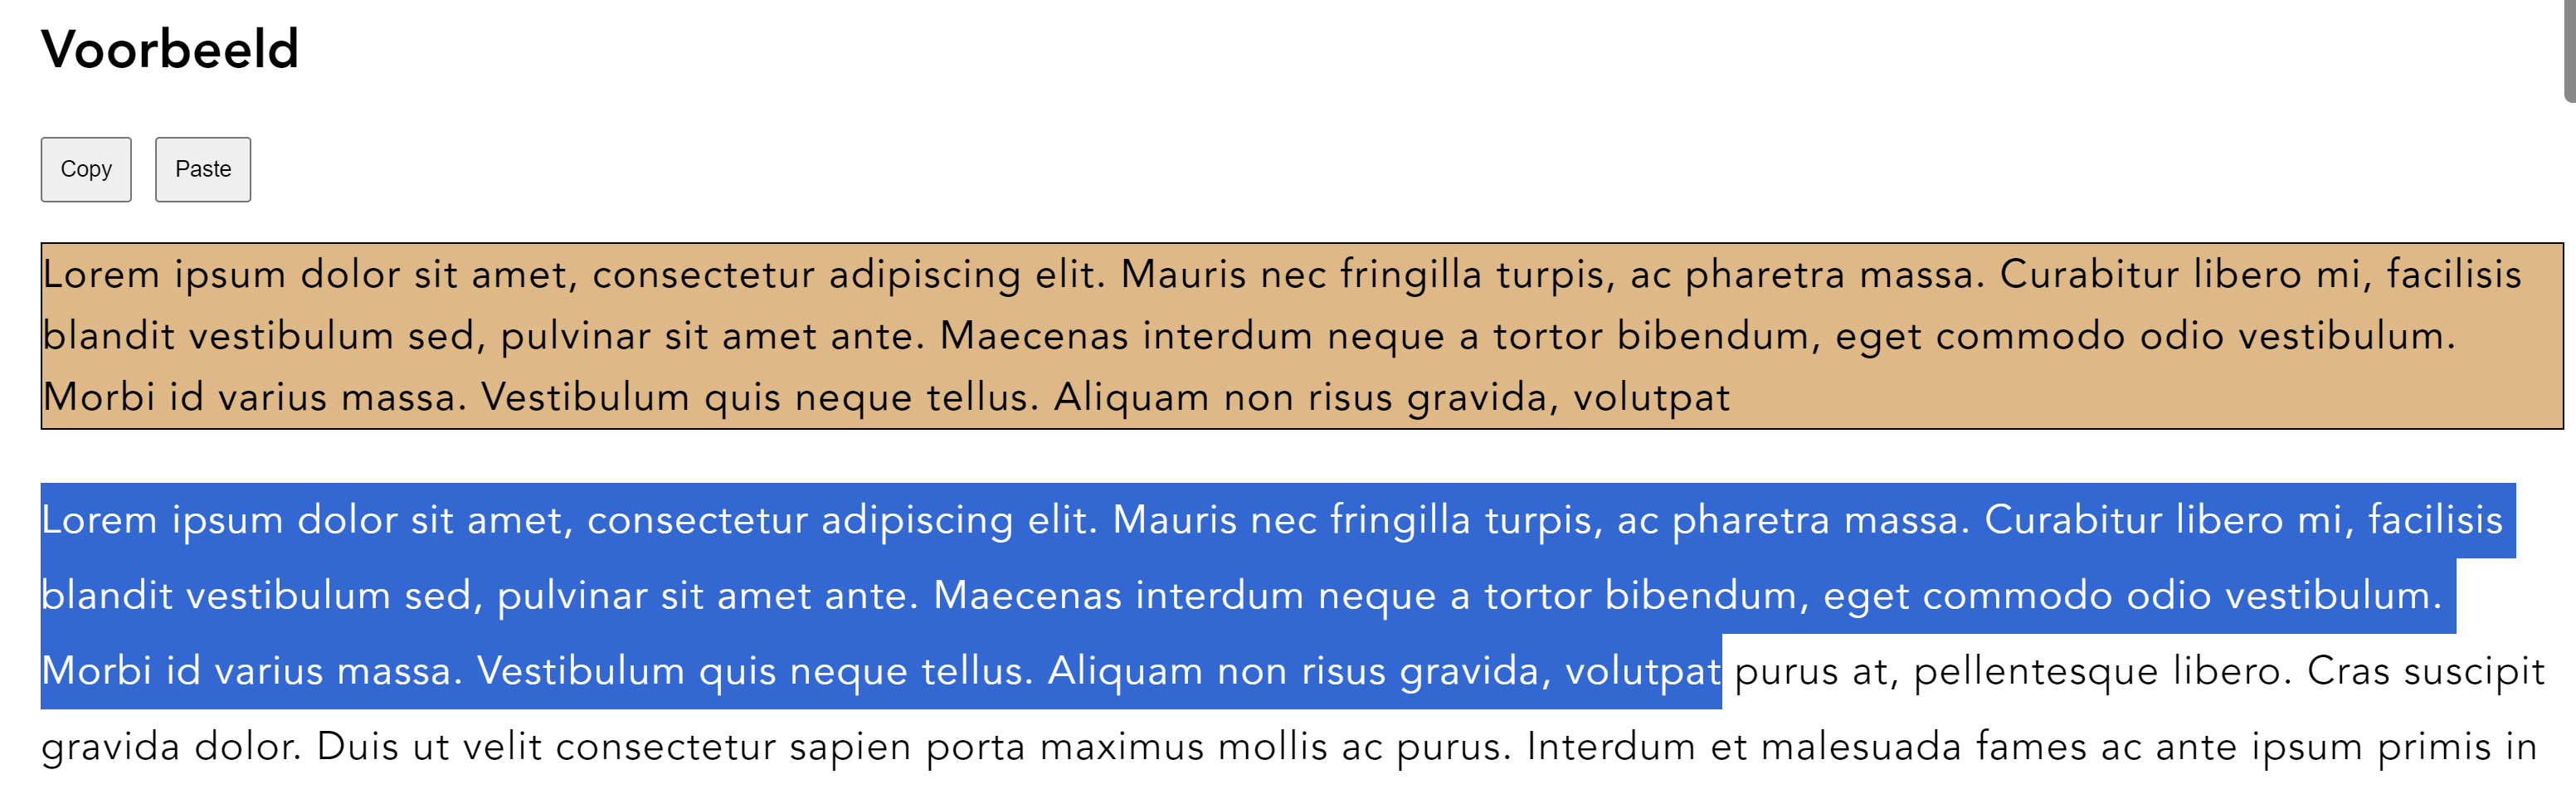 Voorbeeld
Copy Paste
Lorem ipsum dolor sit amet, consectetur adipiscing elit. Mauris nec fringilla turpis, ac pharetra massa. Curabitur libero mi, facilisis
blandit vestibulum sed, pulvinar sit amet ante. Maecenas interdum neque a tortor bibendum, eget commodo odio vestibulum.
Morbi id varius massa. Vestibulum quis neque tellus. Aliquam non risus gravida, volutpat
Lorem ipsum dolor sit amet, consectetur adipiscing elit. Mauris nec fringilla turpis, ac pharetra massa. Curabitur libero mi, facilisis
blandit vestibulum sed, pulvinar sit amet ante. Maecenas interdum neque a tortor bibendum, eget commodo odio vestibulum.
Morbi id varius massa. Vestibulum quis neque tellus. Aliquam non risus gravida, volutpat purus at, pellentesque libero. Cras suscipit
gravida dolor. Duis ut velit consectetur sapien porta maximus mollis ac purus. Interdum et malesuada fames ac ante ipsum primis in